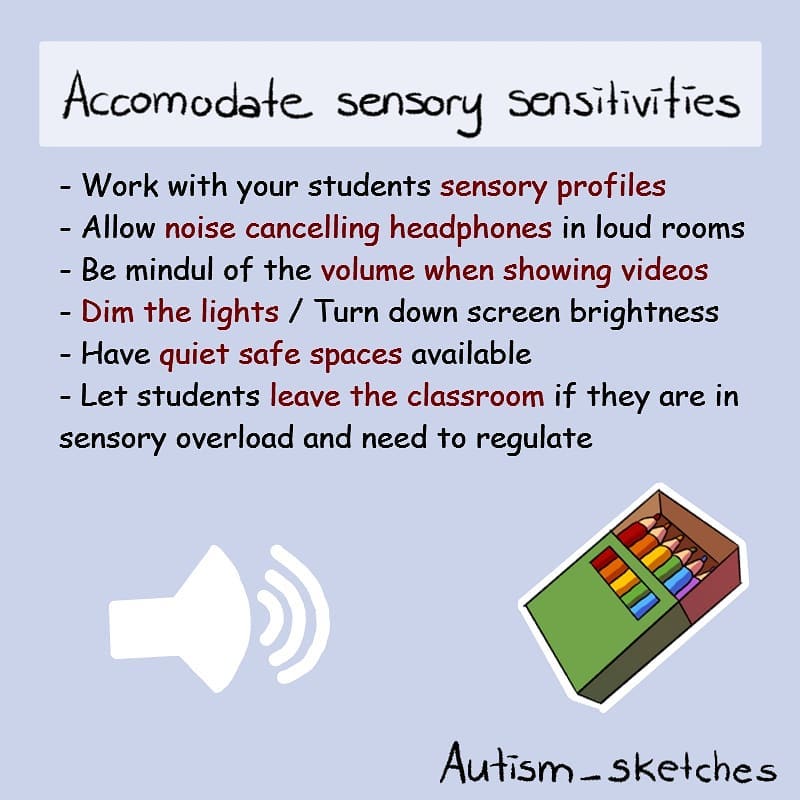 Accomodate sensory sensitivities
- Work with your students sensory profiles
- Allow noise cancelling headphones in loud rooms
- Be mindul of the volume when showing videos
- Dim the lights / Turn down screen brightness
- Have quiet safe spaces available
- Let students leave the classroom if they are in
sensory overload and need to regulate
Autism_sketches